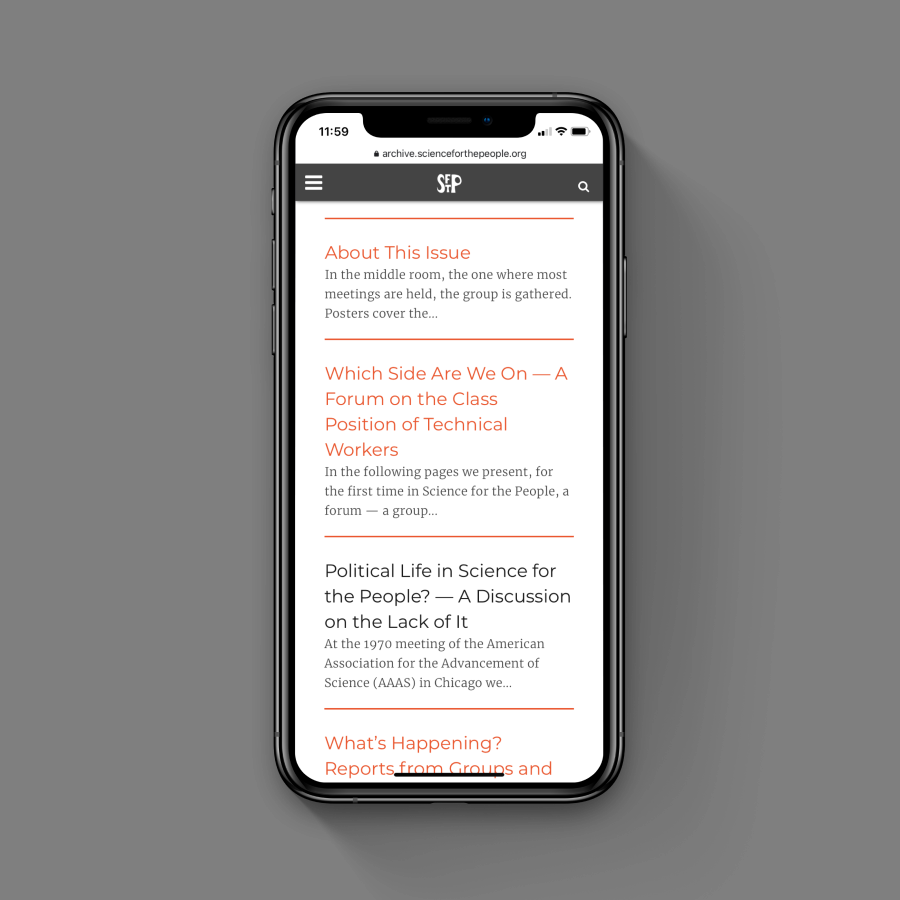 11:59
archive.scienceforthepeople.org
SFTP
About This Issue
In the middle room, the one where most
meetings are held, the group is gathered.
Posters cover the...
Which Side Are We On — A
Forum on the Class
Position of Technical
Workers
In the following pages we present, for
the first time in Science for the People, a
forum — a group...
Political Life in Science for
the People? — A Discussion
on the Lack of It
At the 1970 meeting of the American
Association for the Advancement of
Science (AAAS) in Chicago we...
What’s Happening?
Reports from Groups and